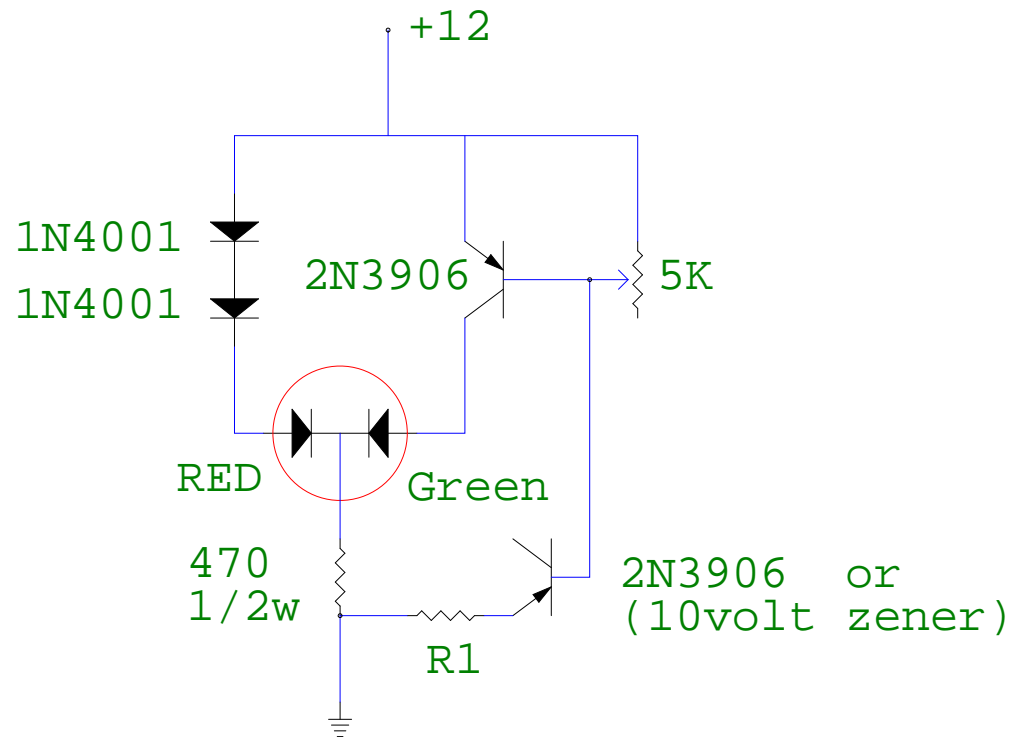 +12
1N4001
2N3906
5K
1N4001
RED
Green
470
1/2w
2N3906 or
(10volt zener)
R1